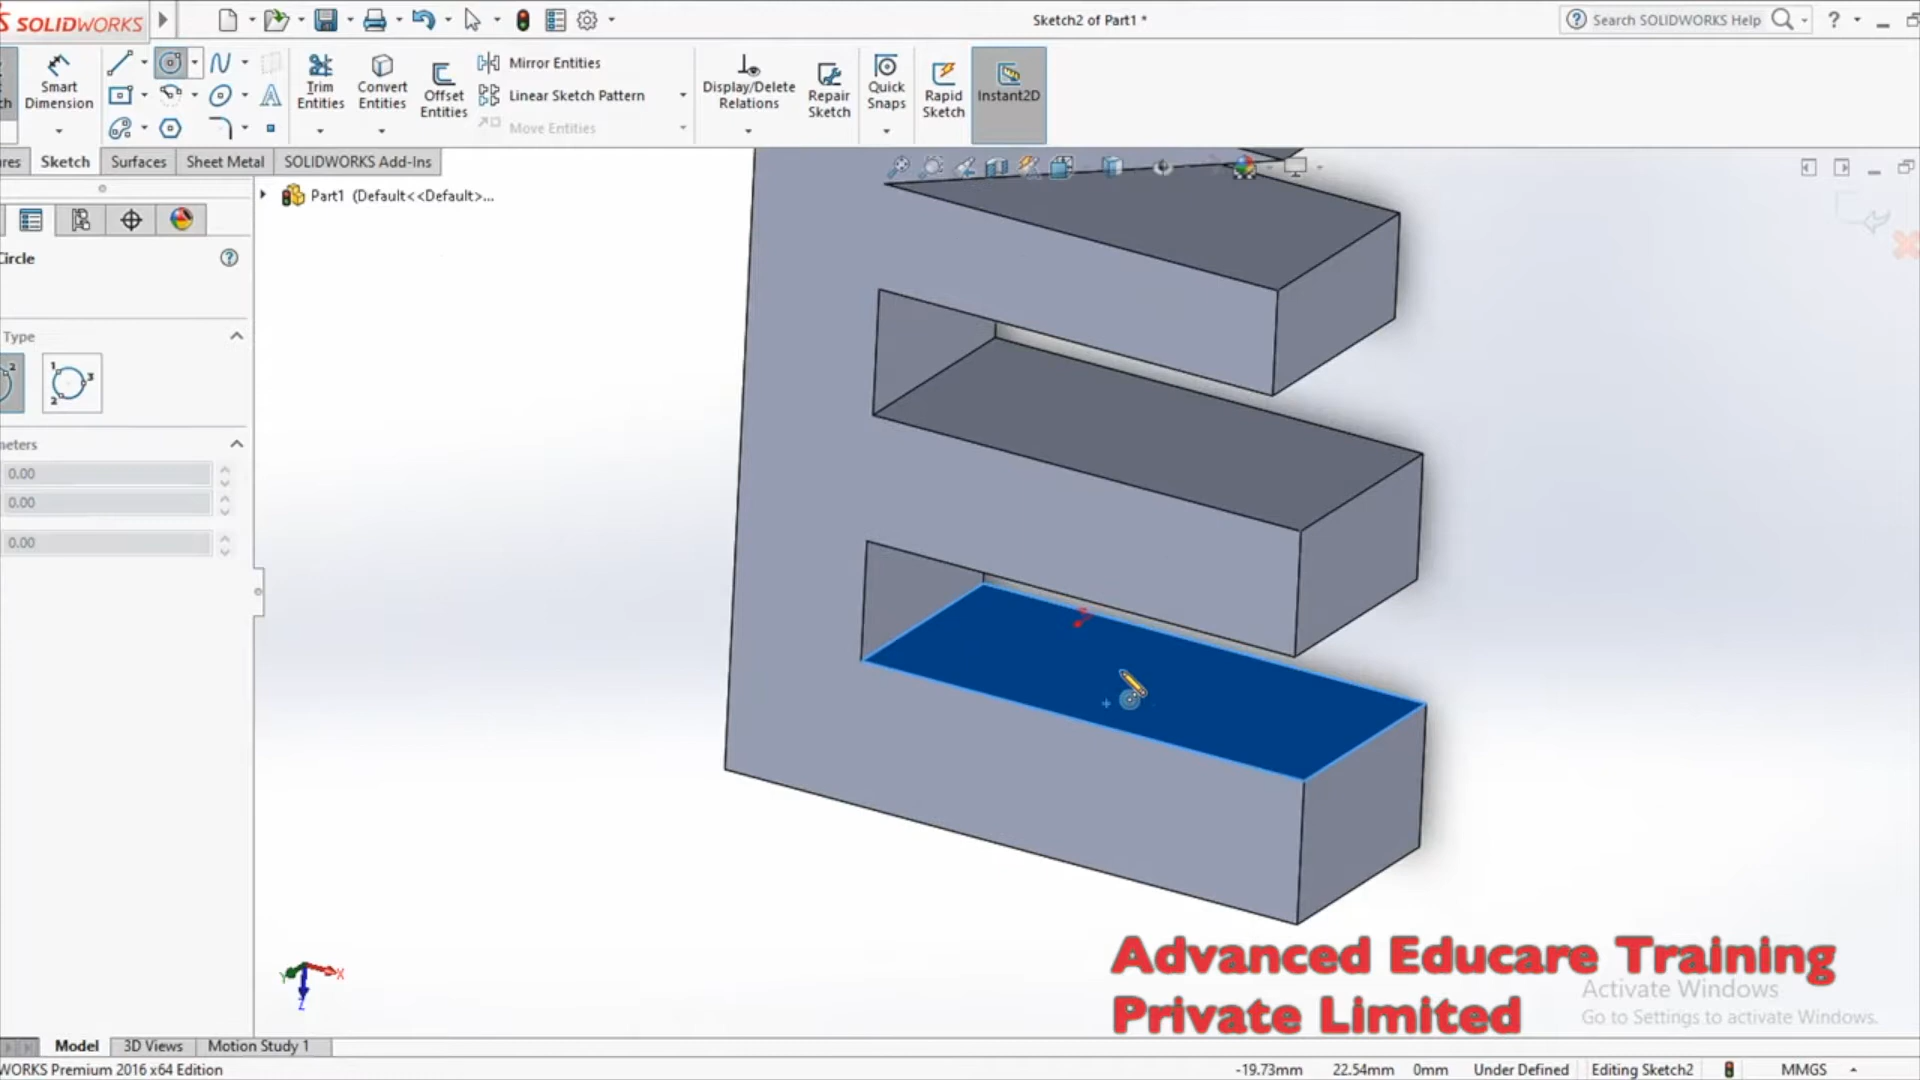 SOLIDWORKS
Sketch2 of Part1 *
Search SOLIDWORKS Help
?
Smart Dimension
Trim Entities
Convert Entities
Offset Entities
Mirror Entities
Linear Sketch Pattern
Move Entities
Display/Delete Relations
Repair Sketch
Quick Snaps
Rapid Sketch
Instant2D
res
Sketch
Surfaces
Sheet Metal
SOLIDWORKS Add-Ins
Part1 (Default<<Default>...
Circle
Type
meters
0.00
0.00
0.00
Y
X
Z
Advanced Educare Training
Private Limited
Activate Windows
Go to Settings to activate Windows.
Model
3D Views
Motion Study 1
WORKS Premium 2016 x64 Edition
-19.73mm
22.54mm
0mm
Under Defined
Editing Sketch2
MMGS